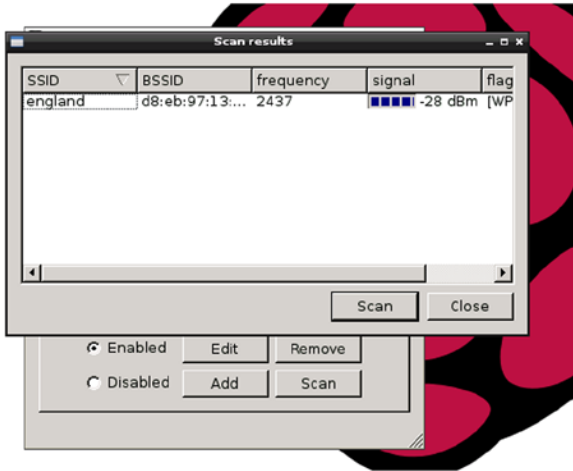 Scan results
SSID BSSID frequency signal flag
england d8:eb:97:13:... 2437 -28 dBm [WP
Scan Close
Enabled Edit Remove
Disabled Add Scan